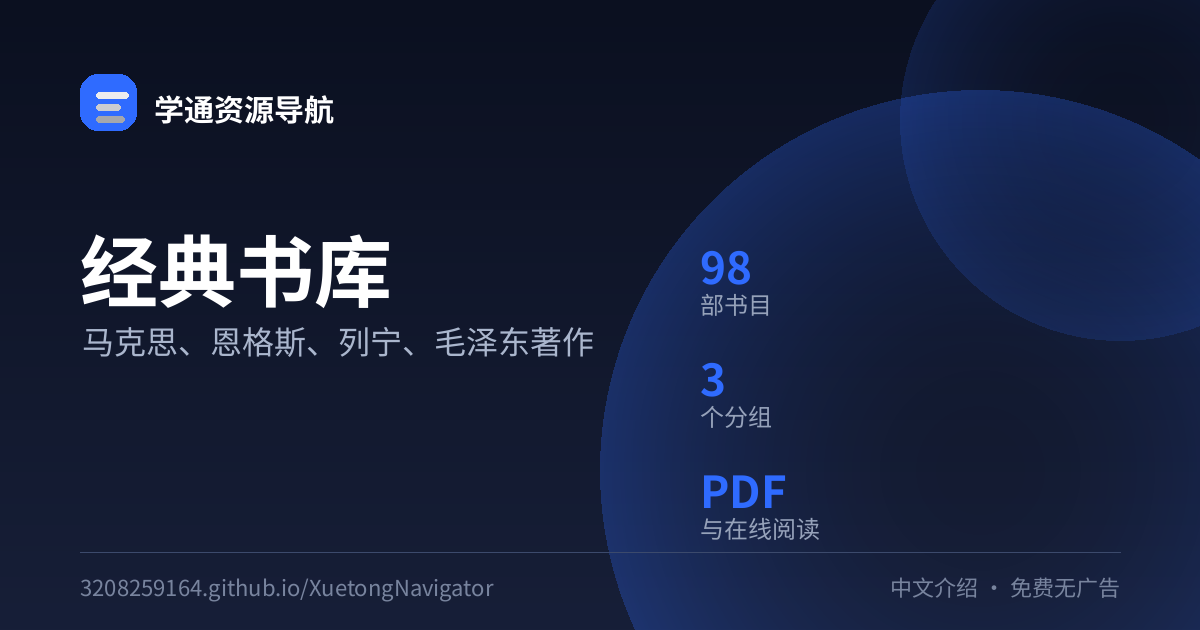 学通资源导航
经典书库
马克思、恩格斯、列宁、毛泽东著作
98
部书目
3
个分组
PDF
与在线阅读
3208259164.github.io/XuetongNavigator
中文介绍 · 免费无广告